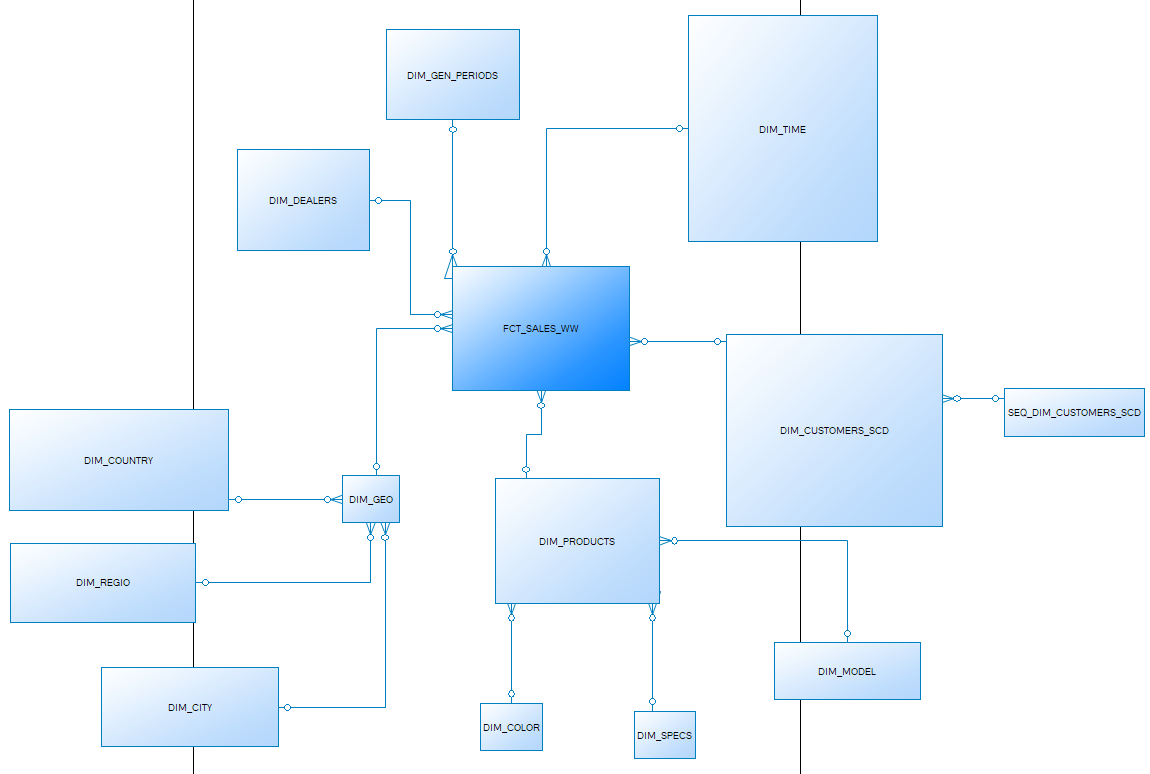 DIM_GEN_PERIODS
DIM_TIME
DIM_DEALERS
FCT_SALES_WW
SEQ_DIM_CUSTOMERS_SCD
DIM_CUSTOMERS_SCD
DIM_COUNTRY
DIM_GEO
DIM_PRODUCTS
DIM_REGIO
DIM_MODEL
DIM_CITY
DIM_COLOR
DIM_SPECS